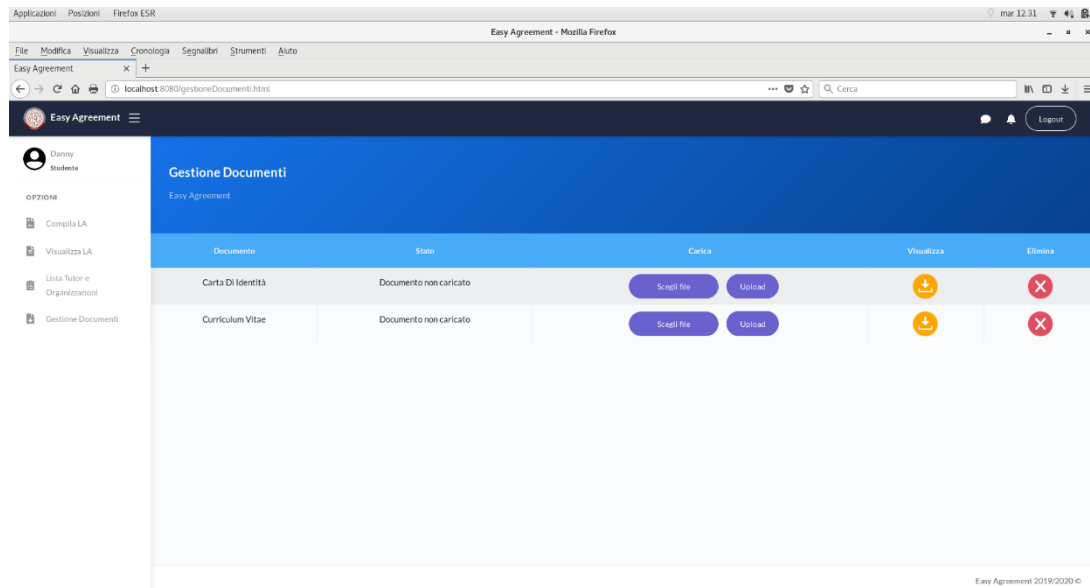 Applicazioni Posizioni Firefox ESR mar 12.31
Easy Agreement - Mozilla Firefox
File Modifica Visualizza Cronologia Segnalibri Strumenti Aiuto
Easy Agreement
localhost:8080/gestioneDocumenti.html Cerca
Easy Agreement Logout
Danny
Studente
OPZIONI
Compila LA
Visualizza LA
Lista Tutor e
Organizzazioni
Gestione Documenti
Gestione Documenti
Easy Agreement
Documento Stato Carica Visualizza Elimina
Carta Di Identità Documento non caricato Scegli file Upload
Curriculum Vitae Documento non caricato Scegli file Upload
Easy Agreement 2019/2020 ©